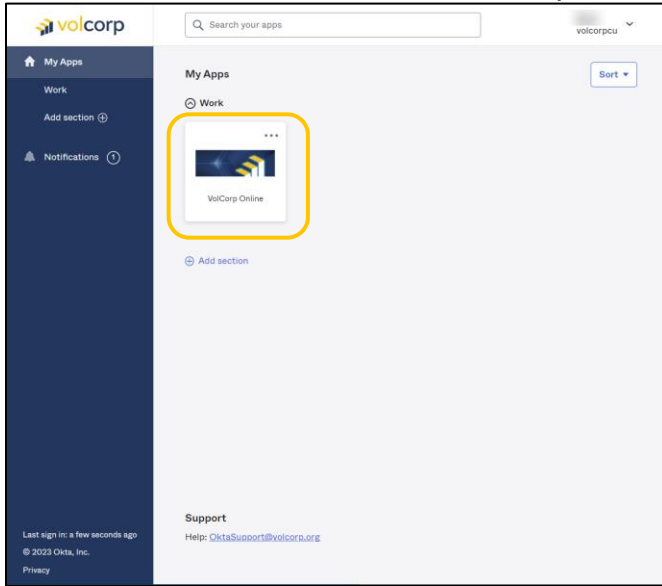 volcorp
Search your apps
volcorpcu
My Apps
Work
Add section
Notifications 1
My Apps
Sort
Work
VolCorp Online
Add section
Support
Help: OktaSupport@volcorp.org
Last sign in: a few seconds ago
© 2023 Okta, Inc.
Privacy